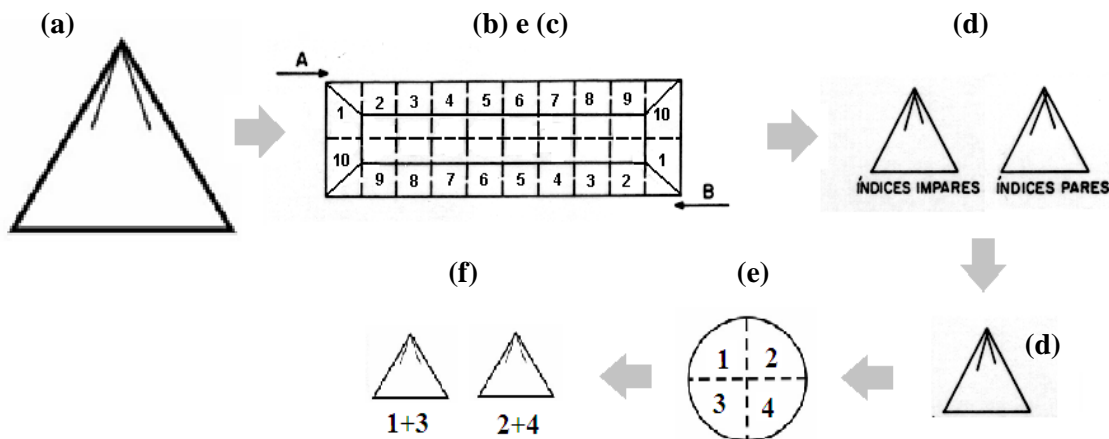 (a)
(b) e (c)
(d)
A
1 2 3 4 5 6 7 8 9 10
10 9 8 7 6 5 4 3 2 1
B
ÍNDICES IMPARES
ÍNDICES PARES
(d)
(e)
1 2
3 4
(f)
1+3
2+4